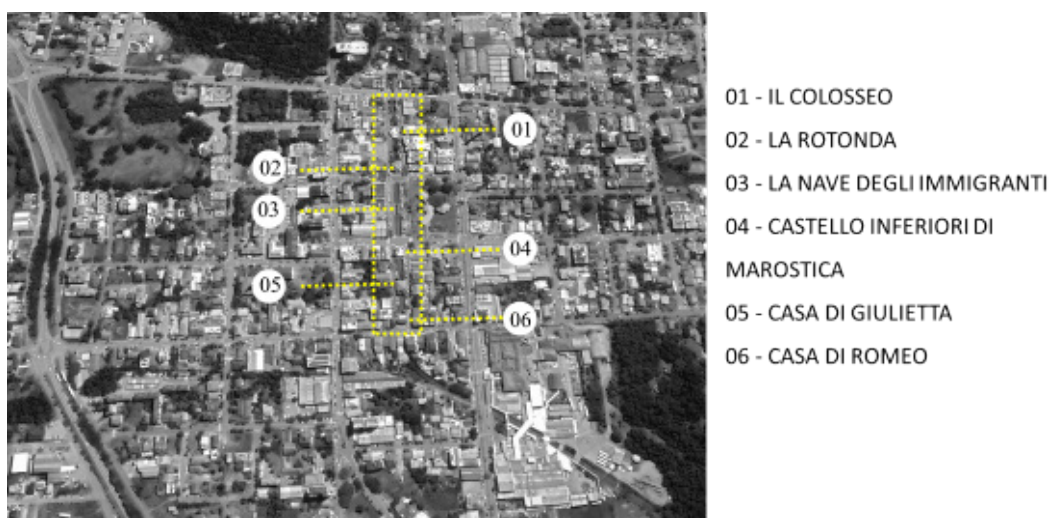 01
02
03
04
05
06
01 - IL COLOSSEO
02 - LA ROTONDA
03 - LA NAVE DEGLI IMMIGRANTI
04 - CASTELLO INFERIORI DI
MAROSTICA
05 - CASA DI GIULIETTA
06 - CASA DI ROMEO